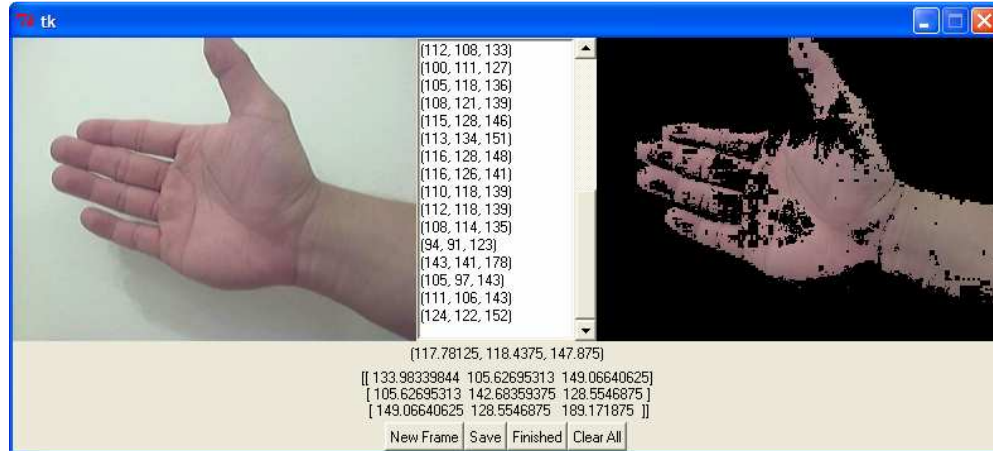 tk
(112, 108, 133)
(100, 111, 127)
(105, 118, 136)
(108, 121, 139)
(115, 128, 146)
(113, 134, 151)
(116, 128, 148)
(116, 126, 141)
(110, 118, 139)
(112, 118, 139)
(108, 114, 135)
(94, 91, 123)
(143, 141, 178)
(105, 97, 143)
(111, 106, 143)
(124, 122, 152)
(117.78125, 118.4375, 147.875)
[[ 133.98339844 105.62695313 149.06640625]
[ 105.62695313 142.68359375 128.5546875 ]
[ 149.06640625 128.5546875 189.171875 ]]
New Frame Save Finished Clear All